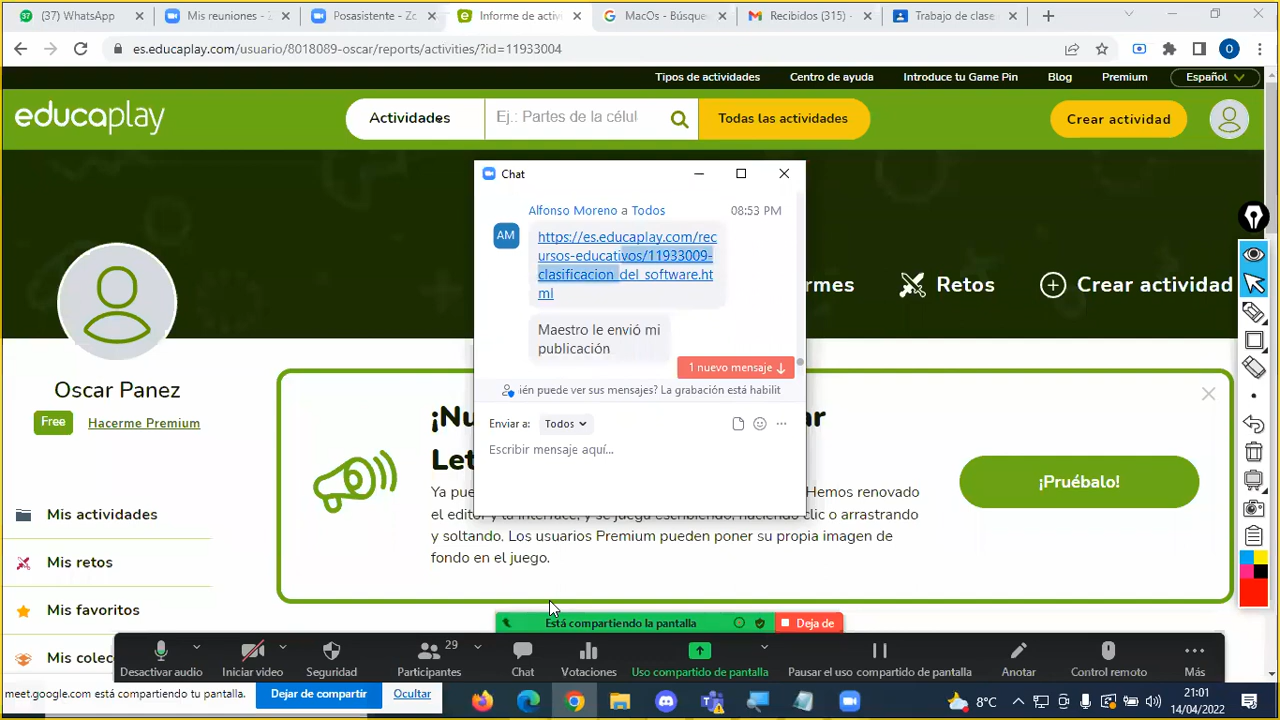 (37) WhatsApp
Mis reuniones - Z
Posasistente - Zo
Informe de activi
MacOs - Búsque
Recibidos (315) -
Trabajo de clase
es.educaplay.com/usuario/8018089-oscar/reports/activities/?id=11933004
O
Tipos de actividades
Centro de ayuda
Introduce tu Game Pin
Blog
Premium
Español
educaplay
Actividades
Ej.: Partes de la célul
Todas las actividades
Crear actividad
Chat
Alfonso Moreno a Todos
08:53 PM
AM
https://es.educaplay.com/rec
ursos-educativos/11933009-
clasificacion_del_software.ht
ml
Maestro le envió mi
publicación
1 nuevo mensaje
ién puede ver sus mensajes? La grabación está habilit
Enviar a:
Todos
Escribir mensaje aquí...
rmes
Retos
Crear actividad
Oscar Panez
Free
Hacerme Premium
Mis actividades
Mis retos
Mis favoritos
Mis colec
¡Nu
ar
Let
Ya pue
Hemos renovado
el editor y la interfaz, y se juega escribiendo, haciendo clic o arrastrando
y soltando. Los usuarios Premium pueden poner su propia imagen de
fondo en el juego.
¡Pruébalo!
Está compartiendo la pantalla
Deja de
Desactivar audio
Iniciar video
Seguridad
29
Participantes
Chat
Votaciones
Uso compartido de pantalla
Pausar el uso compartido de pantalla
Anotar
Control remoto
Más
meet.google.com está compartiendo tu pantalla.
Dejar de compartir
Ocultar
8°C
21:01
14/04/2022